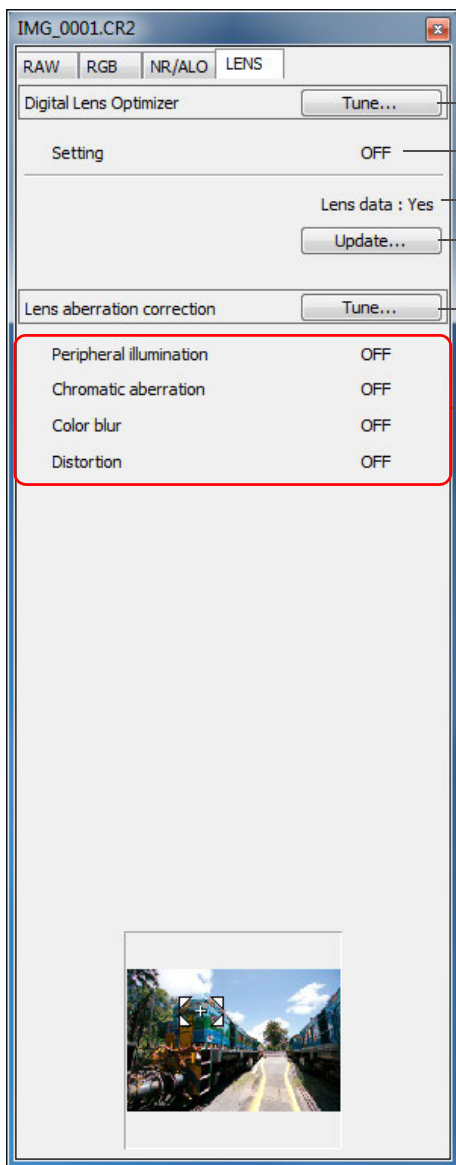 IMG_0001.CR2
RAW RGB NR/ALO LENS
Digital Lens Optimizer Tune...
Setting OFF
Lens data : Yes
Update...
Lens aberration correction Tune...
Peripheral illumination OFF
Chromatic aberration OFF
Color blur OFF
Distortion OFF